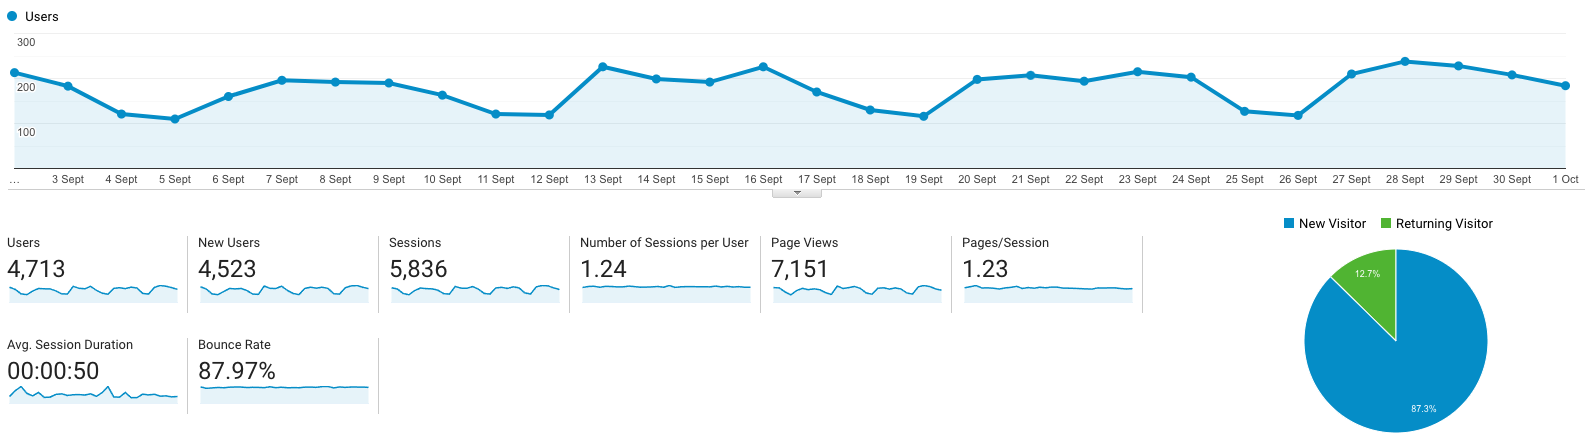 Users
300
200
100
...
3 Sept 4 Sept 5 Sept 6 Sept 7 Sept 8 Sept 9 Sept 10 Sept 11 Sept 12 Sept 13 Sept 14 Sept 15 Sept 16 Sept 17 Sept 18 Sept 19 Sept 20 Sept 21 Sept 22 Sept 23 Sept 24 Sept 25 Sept 26 Sept 27 Sept 28 Sept 29 Sept 30 Sept 1 Oct
Users
4,713
New Users
4,523
Sessions
5,836
Number of Sessions per User
1.24
Page Views
7,151
Pages/Session
1.23
Avg. Session Duration
00:00:50
Bounce Rate
87.97%
New Visitor Returning Visitor
12.7%
87.3%